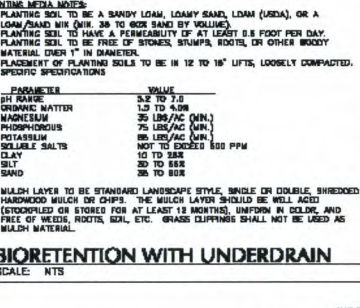 NTING MEDIA NOTES:
PLANTING SOIL TO BE A SANDY LOAM, LOAMY SAND, LOAM (USDA), OR A
LOAM/SAND MIX (MIN. 35 TO 60% SAND BY VOLUME).
PLANTING SOIL TO HAVE A PERMEABILITY OF AT LEAST 0.5 FOOT PER DAY.
PLANTING SOIL TO BE FREE OF STONES, STUMPS, ROOTS, OR OTHER WOODY
MATERIAL OVER 1" IN DIAMETER.
PLACEMENT OF PLANTING SOILS TO BE IN 12 TO 18" LIFTS, LOOSELY COMPACTED.
SPECIFIC SPECIFICATIONS
PARAMETER VALUE
pH RANGE 5.2 TO 7.0
ORGANIC MATTER 1.5 TO 4.0%
MAGNESIUM 35 LBS/AC (MIN.)
PHOSPHOROUS 75 LBS/AC (MIN.)
POTASSIUM 85 LBS/AC (MIN.)
SOLUBLE SALTS NOT TO EXCEED 500 PPM
CLAY 10 TO 25%
SILT 30 TO 55%
SAND 35 TO 60%
MULCH LAYER TO BE STANDARD LANDSCAPE STYLE, SINGLE OR DOUBLE, SHREDDED
HARDWOOD MULCH OR CHIPS. THE MULCH LAYER SHOULD BE WELL AGED
(STOCKPILED OR STORED FOR AT LEAST 12 MONTHS), UNIFORM IN COLOR, AND
FREE OF WEEDS, ROOTS, SOIL, ETC. GRASS CLIPPINGS SHALL NOT BE USED AS
MULCH MATERIAL.
BIORETENTION WITH UNDERDRAIN
SCALE: NTS